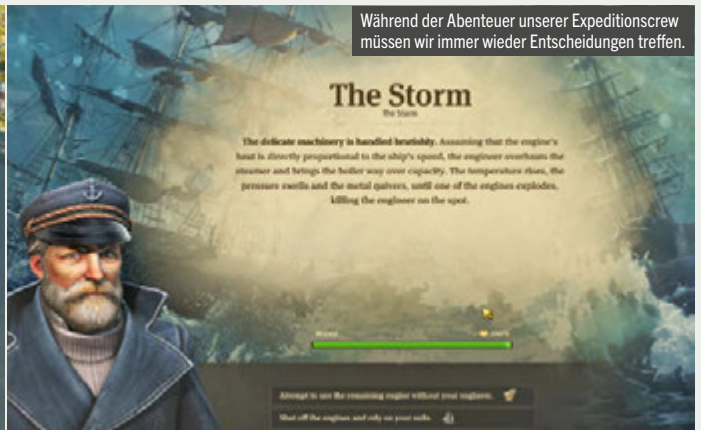 Während der Abenteuer unserer Expeditionscrew
müssen wir immer wieder Entscheidungen treffen.
The Storm
The Storm
The delicate machinery is handled brutishly. Assuming that the engine's
heat is directly proportional to the ship's speed, the engineer overheats the
steamer and brings the boiler way over capacity. The temperature rises, the
pressure swells and the metal quivers, until one of the engines explodes,
killing the engineer on the spot.
Attempt to use the remaining engine without your engineer.
Shut off the engines and rely on your sails.